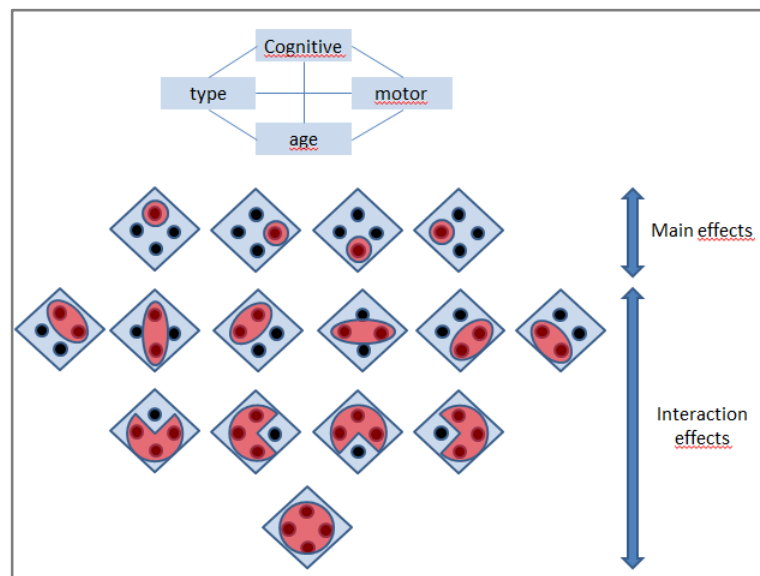 Cognitive
type
motor
age
Main effects
Interaction
effects